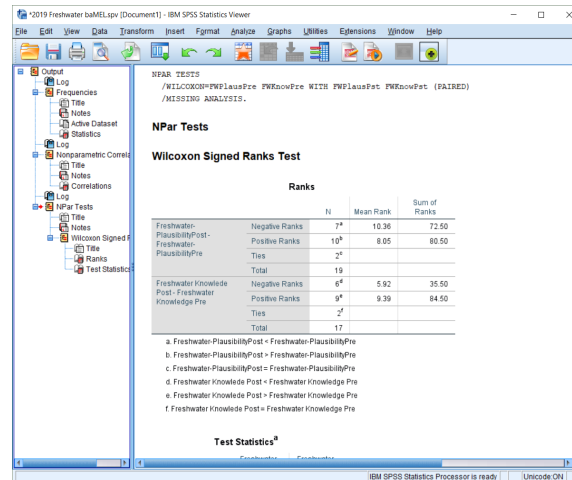 *2019 Freshwater baMEL.spv [Document1] - IBM SPSS Statistics Viewer
File Edit View Data Transform Insert Format Analyze Graphs Utilities Extensions Window Help
Output
Log
Frequencies
Title
Notes
Active Dataset
Statistics
Log
Nonparametric Correla
Title
Notes
Correlations
Log
NPar Tests
Title
Notes
Wilcoxon Signed R
Title
Ranks
Test Statistics
NPAR TESTS
/WILCOXON=FWPlausPre FWKnowPre WITH FWPlausPst FWKnowPst (PAIRED)
/MISSING ANALYSIS.
NPar Tests
Wilcoxon Signed Ranks Test
Ranks
N Mean Rank Sum of Ranks
Freshwater-PlausibilityPost - Freshwater-PlausibilityPre
Negative Ranks 7a 10.36 72.50
Positive Ranks 10b 8.05 80.50
Ties 2c
Total 19
Freshwater Knowlede Post - Freshwater Knowledge Pre
Negative Ranks 6d 5.92 35.50
Positive Ranks 9e 9.39 84.50
Ties 2f
Total 17
a. Freshwater-PlausibilityPost < Freshwater-PlausibilityPre
b. Freshwater-PlausibilityPost > Freshwater-PlausibilityPre
c. Freshwater-PlausibilityPost = Freshwater-PlausibilityPre
d. Freshwater Knowlede Post < Freshwater Knowledge Pre
e. Freshwater Knowlede Post > Freshwater Knowledge Pre
f. Freshwater Knowlede Post = Freshwater Knowledge Pre
Test Statisticsa
IBM SPSS Statistics Processor is ready Unicode:ON